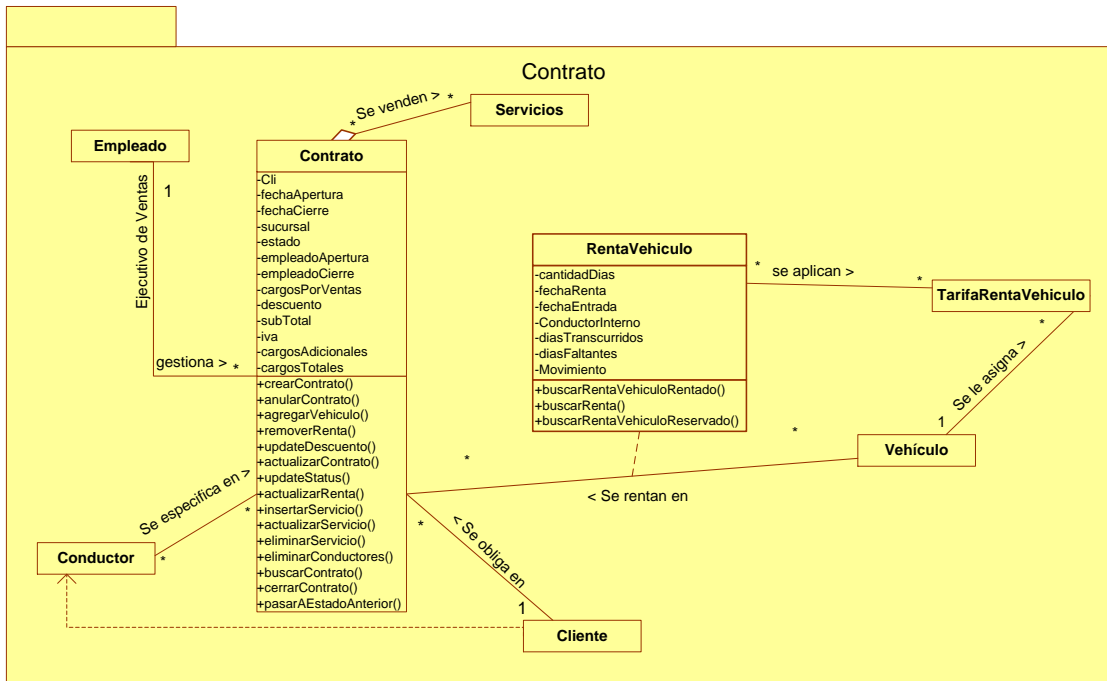 Contrato
Se venden >
*
*
Servicios
Empleado
1
Ejecutivo de Ventas
gestiona >
*
Contrato
-Cli
-fechaApertura
-fechaCierre
-sucursal
-estado
-empleadoApertura
-empleadoCierre
-cargosPorVentas
-descuento
-subTotal
-iva
-cargosAdicionales
-cargosTotales
+crearContrato()
+anularContrato()
+agregarVehiculo()
+removerRenta()
+updateDescuento()
+actualizarContrato()
+updateStatus()
+actualizarRenta()
+insertarServicio()
+actualizarServicio()
+eliminarServicio()
+eliminarConductores()
+buscarContrato()
+cerrarContrato()
+pasarAEstadoAnterior()
RentaVehiculo
-cantidadDias
-fechaRenta
-fechaEntrada
-ConductorInterno
-diasTranscurridos
-diasFaltantes
-Movimiento
+buscarRentaVehiculoRentado()
+buscarRenta()
+buscarRentaVehiculoReservado()
*
se aplican >
*
TarifaRentaVehiculo
*
Se le asigna >
1
Vehículo
*
*
< Se rentan en
Se especifica en >
*
*
Conductor
*
< Se obliga en
1
Cliente